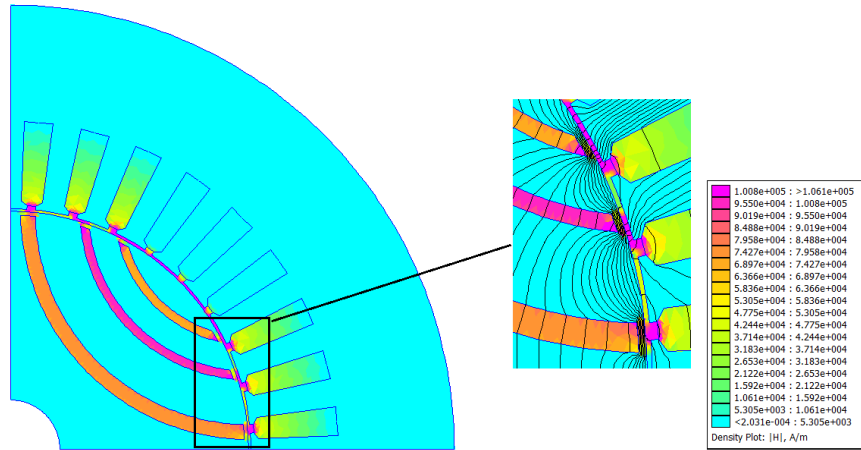 1.008e+005 : >1.061e+005
9.550e+004 : 1.008e+005
9.019e+004 : 9.550e+004
8.488e+004 : 9.019e+004
7.958e+004 : 8.488e+004
7.427e+004 : 7.958e+004
6.897e+004 : 7.427e+004
6.366e+004 : 6.897e+004
5.836e+004 : 6.366e+004
5.305e+004 : 5.836e+004
4.775e+004 : 5.305e+004
4.244e+004 : 4.775e+004
3.714e+004 : 4.244e+004
3.183e+004 : 3.714e+004
2.653e+004 : 3.183e+004
2.122e+004 : 2.653e+004
1.592e+004 : 2.122e+004
1.061e+004 : 1.592e+004
5.305e+003 : 1.061e+004
<2.031e-004 : 5.305e+003
Density Plot: |H|, A/m